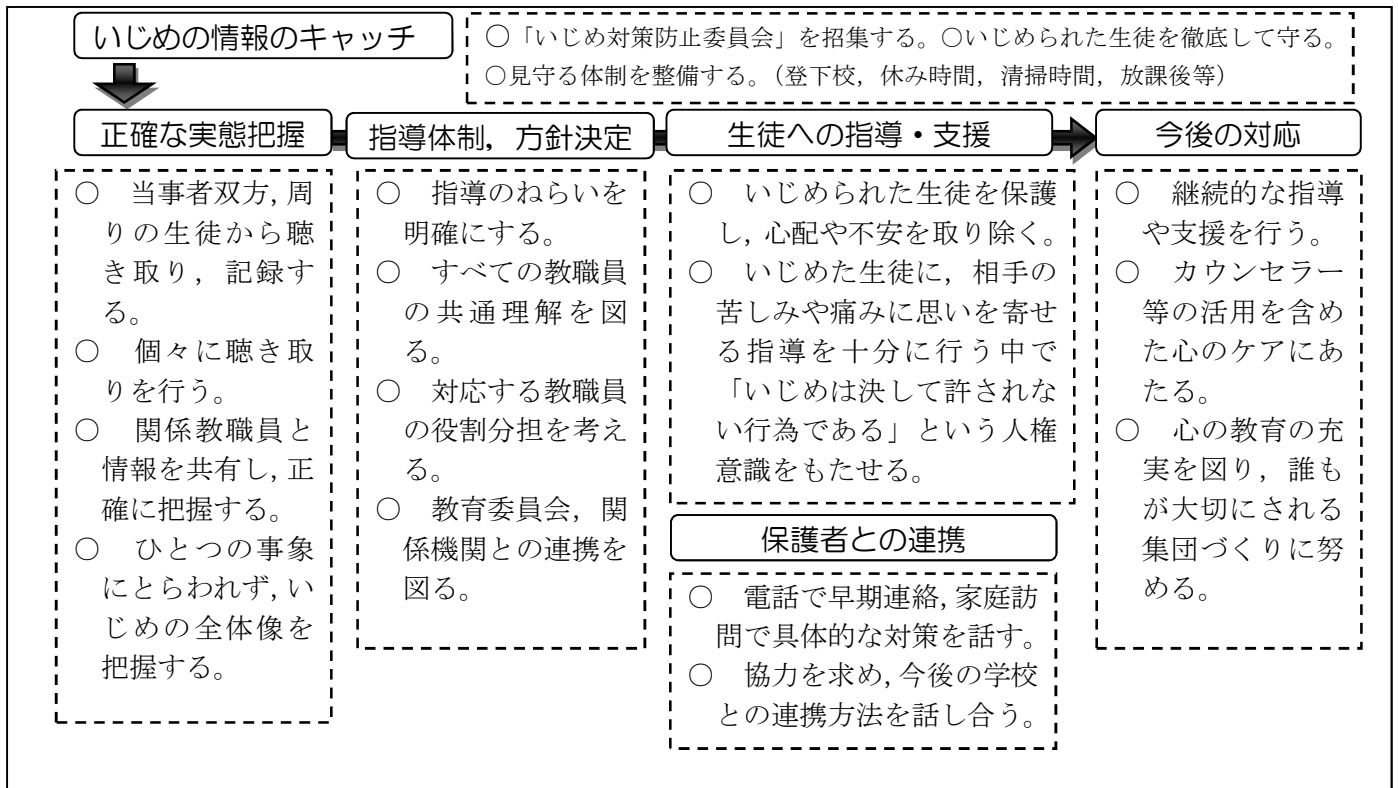 いじめの情報のキャッチ
○「いじめ対策防止委員会」を招集する。○いじめられた生徒を徹底して守る。
○見守る体制を整備する。（登下校，休み時間，清掃時間，放課後等）
正確な実態把握
○　当事者双方，周
りの生徒から聴
き取り，記録す
る。
○　個々に聴き取
りを行う。
○　関係教職員と
情報を共有し，正
確に把握する。
○　ひとつの事象
にとらわれず，い
じめの全体像を
把握する。
指導体制，方針決定
○　指導のねらいを
明確にする。
○　すべての教職員
の共通理解を図
る。
○　対応する教職員
の役割分担を考え
る。
○　教育委員会，関
係機関との連携を
図る。
生徒への指導・支援
○　いじめられた生徒を保護
し，心配や不安を取り除く。
○　いじめた生徒に，相手の
苦しみや痛みに思いを寄せ
る指導を十分に行う中で
「いじめは決して許されな
い行為である」という人権
意識をもたせる。
保護者との連携
○　電話で早期連絡，家庭訪
問で具体的な対策を話す。
○　協力を求め，今後の学校
との連携方法を話し合う。
今後の対応
○　継続的な指導
や支援を行う。
○　カウンセラー
等の活用を含め
た心のケアにあ
たる。
○　心の教育の充
実を図り，誰も
が大切にされる
集団づくりに努
める。